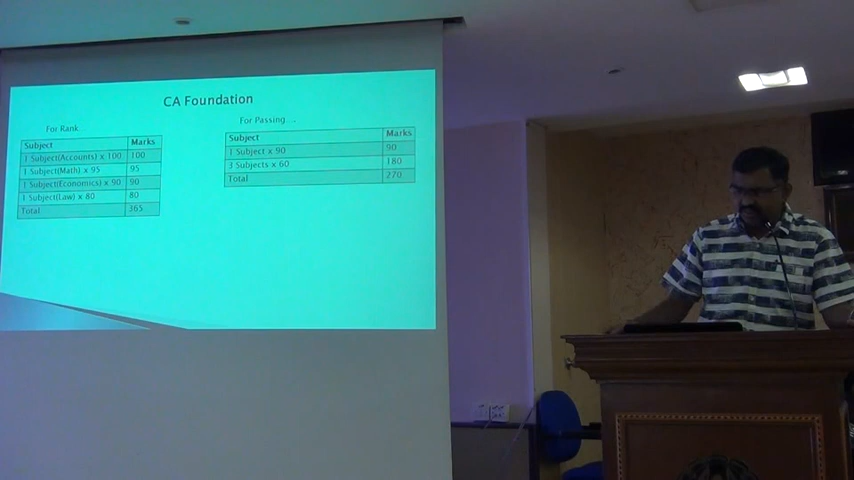 CA Foundation
For Rank
Subject Marks
1 Subject(Accounts) x 100 100
1 Subject(Math) x 95 95
1 Subject(Economics) x 90 90
1 Subject(Law) x 80 80
Total 365
For Passing ...
Subject Marks
1 Subject x 90 90
3 Subjects x 60 180
Total 270